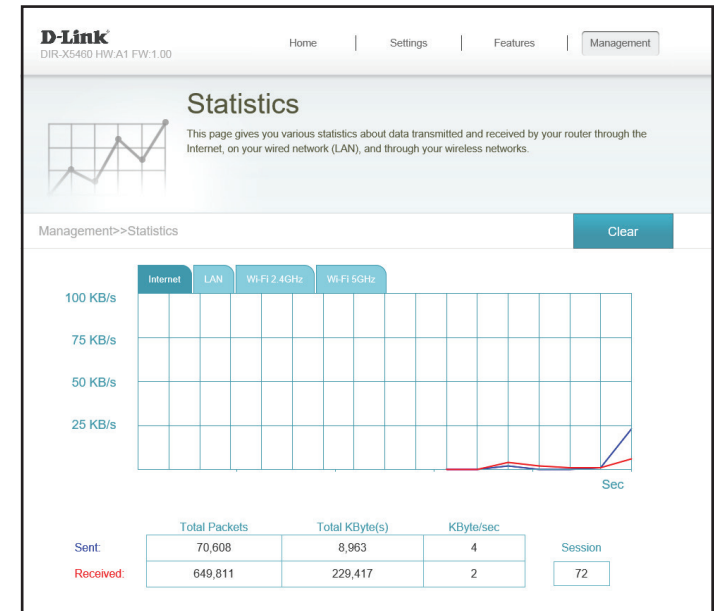 D-Link
DIR-X5460 HW:A1 FW:1.00
Home | Settings | Features | Management
Statistics
This page gives you various statistics about data transmitted and received by your router through the
Internet, on your wired network (LAN), and through your wireless networks.
Management>>Statistics
Clear
Internet LAN Wi-Fi 2.4GHz Wi-Fi 5GHz
100 KB/s
75 KB/s
50 KB/s
25 KB/s
Sec
Total Packets Total KByte(s) KByte/sec
Sent: 70,608 8,963 4 Session
Received: 649,811 229,417 2 72